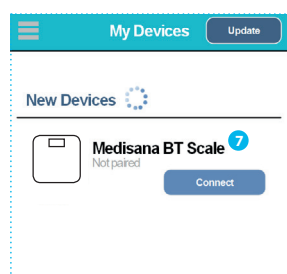 My Devices
Update
New Devices
Medisana BT Scale 7
Not paired
Connect